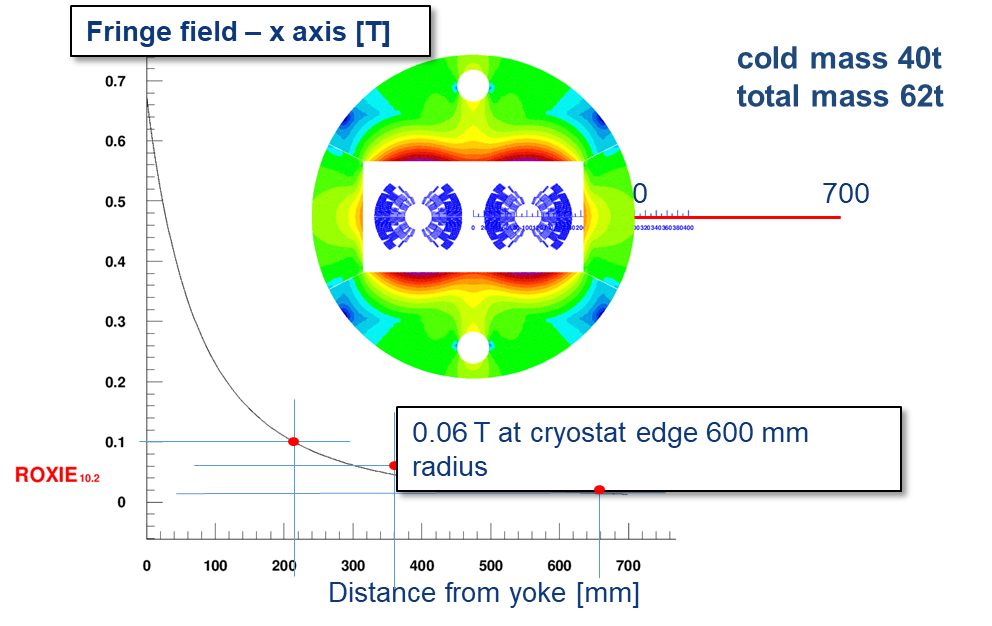 Fringe field – x axis [T]
cold mass 40t
total mass 62t
0.7
0.6
0.5
0.4
0.3
0.2
0.1
0
0 700
0.06 T at cryostat edge 600 mm
radius
ROXIE 10.2
0 100 200 300 400 500 600 700
Distance from yoke [mm]